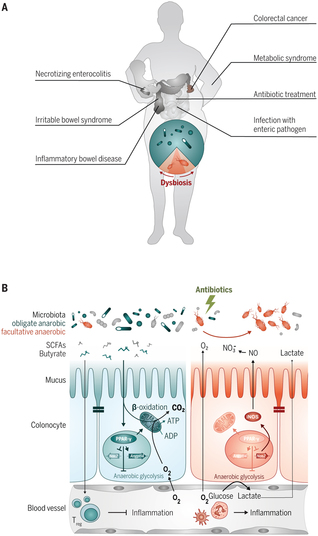 A
Colorectal cancer
Metabolic syndrome
Necrotizing enterocolitis
Antibiotic treatment
Irritable bowel syndrome
Infection with
enteric pathogen
Inflammatory bowel disease
Dysbiosis
B
Antibiotics
Microbiota
obligate anarobic
facultative anaerobic
SCFAs
Butyrate
O₂
NO₃⁻
NO
Lactate
Mucus
Colonocyte
β-oxidation
CO₂
ATP
ADP
PPAR-γ
iNOS
O₂
Anaerobic glycolysis
Anaerobic glycolysis
O₂
O₂
Glucose
Lactate
Blood vessel
Treg
Inflammation
Inflammation